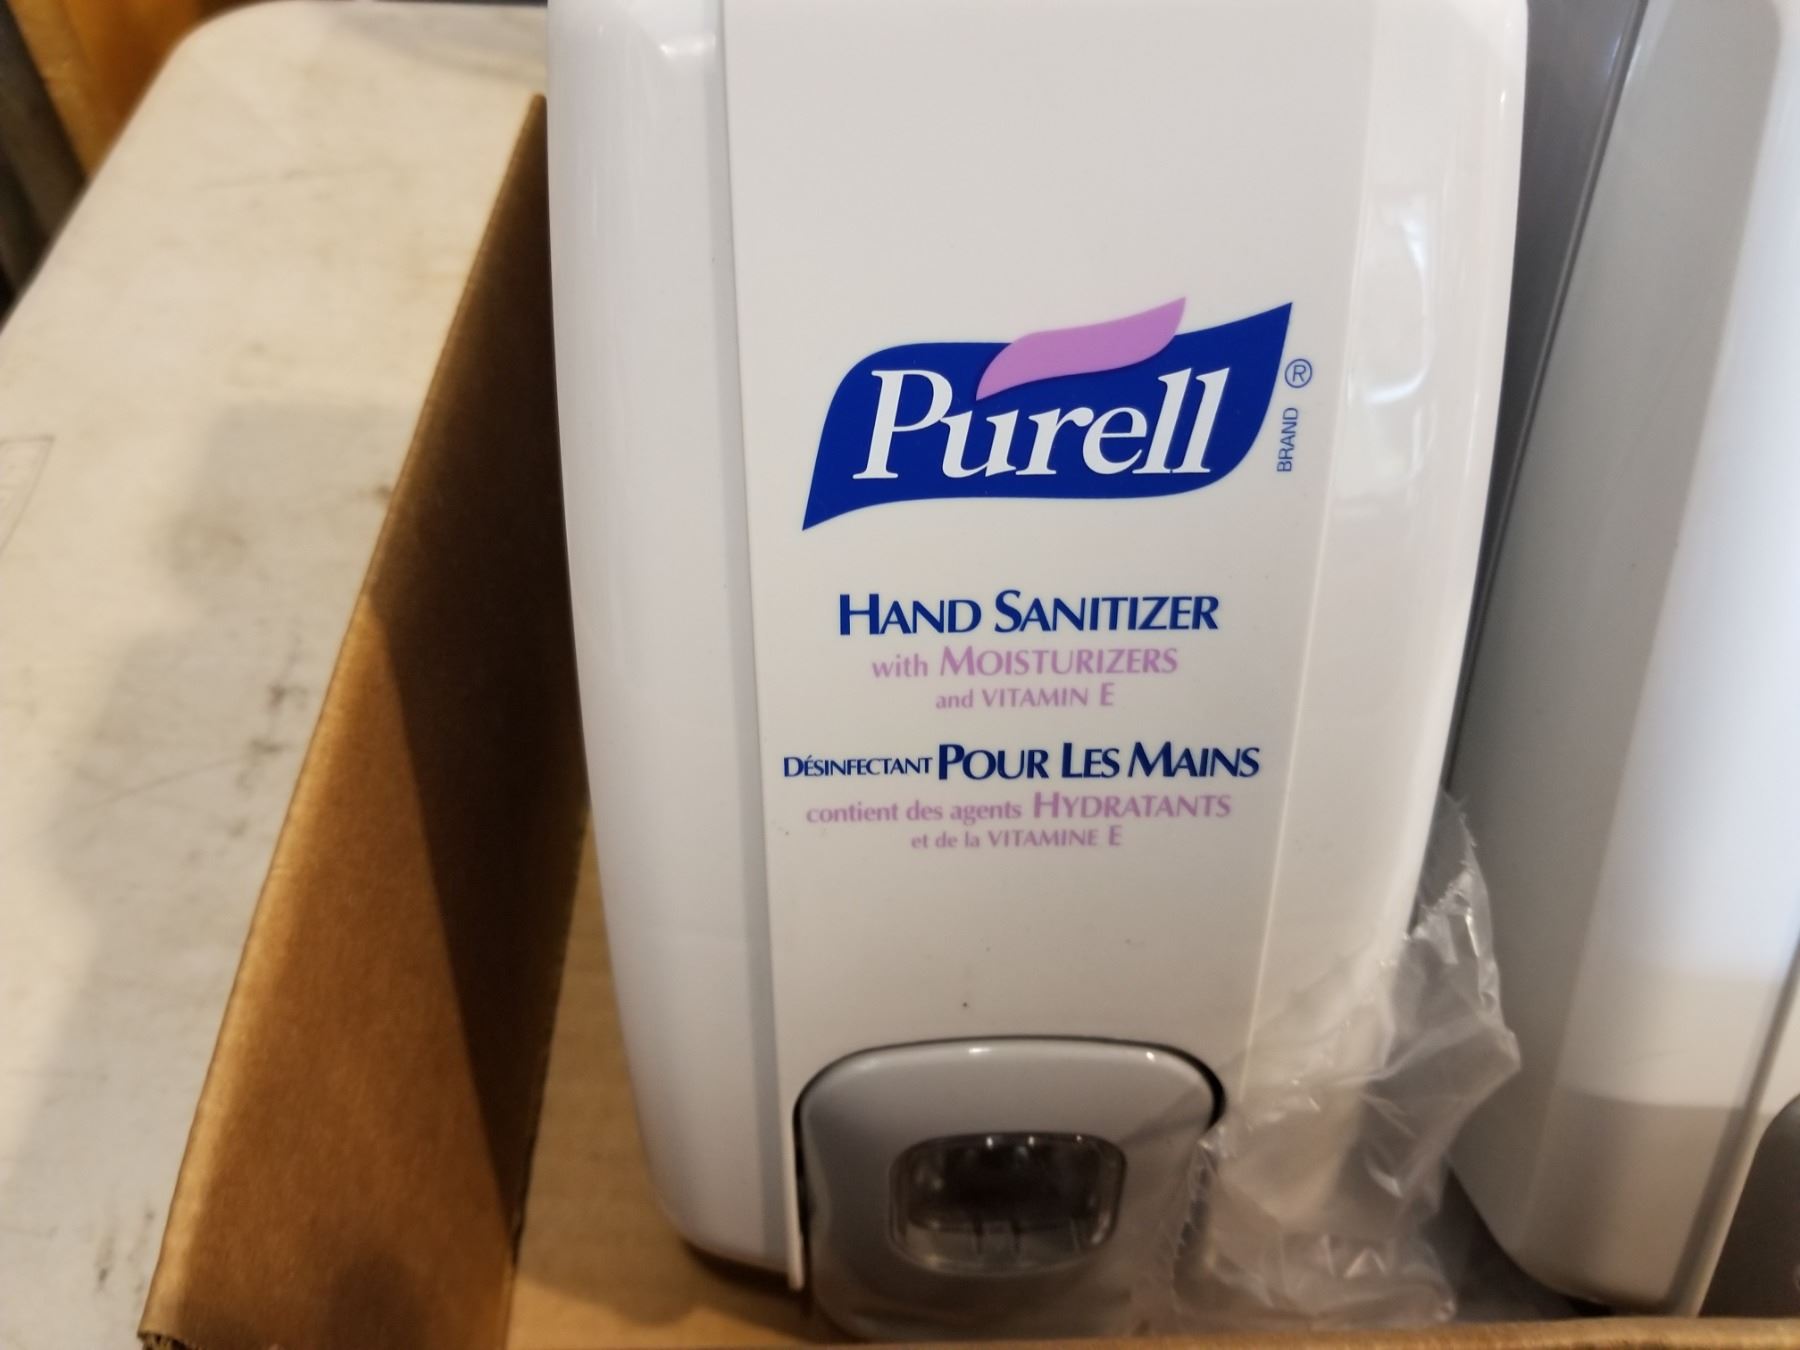 Purell
BRAND ®
HAND SANITIZER
with MOISTURIZERS
and VITAMIN E
DÉSINFECTANT POUR LES MAINS
contient des agents HYDRATANTS
et de la VITAMINE E